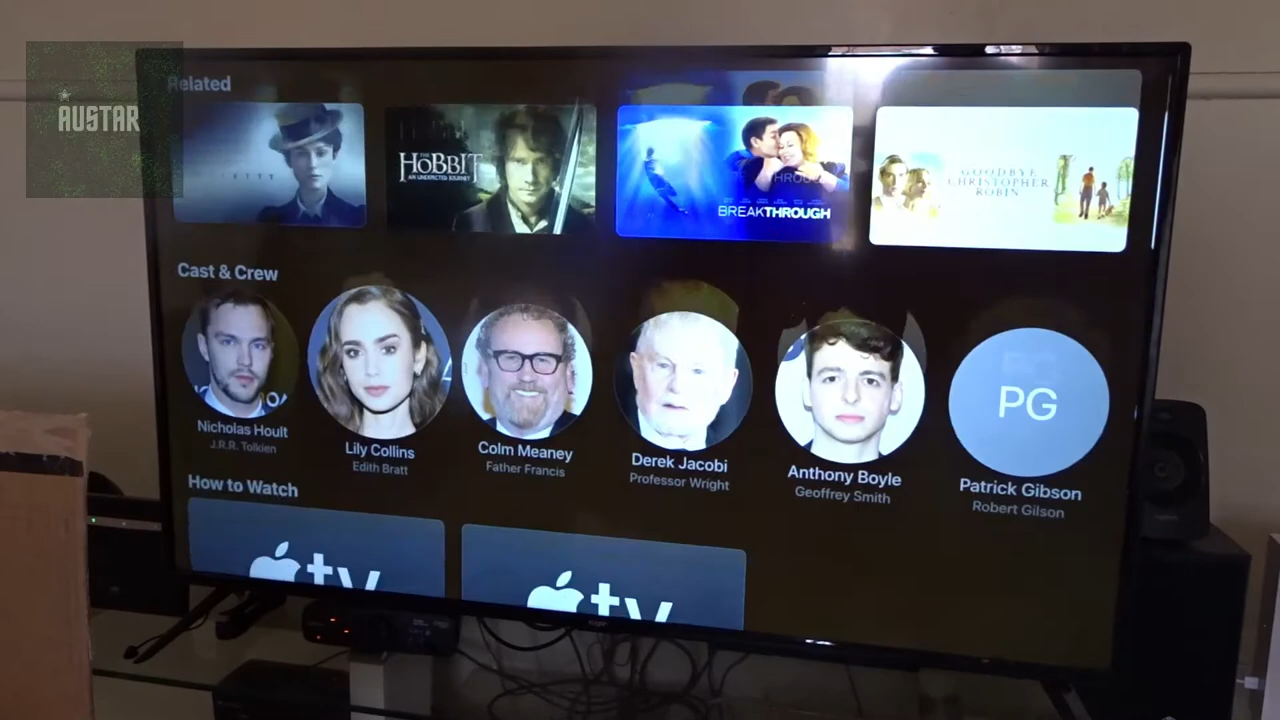 AUSTAR
Related
THE
HOBBIT
AN UNEXPECTED JOURNEY
BREAKTHROUGH
GOODBYE
CHRISTOPHER
ROBIN
Cast & Crew
PG
Nicholas Hoult
J.R.R. Tolkien
Lily Collins
Edith Bratt
Colm Meaney
Father Francis
Derek Jacobi
Professor Wright
Anthony Boyle
Geoffrey Smith
Patrick Gibson
Robert Gilson
How to Watch
tv
tv